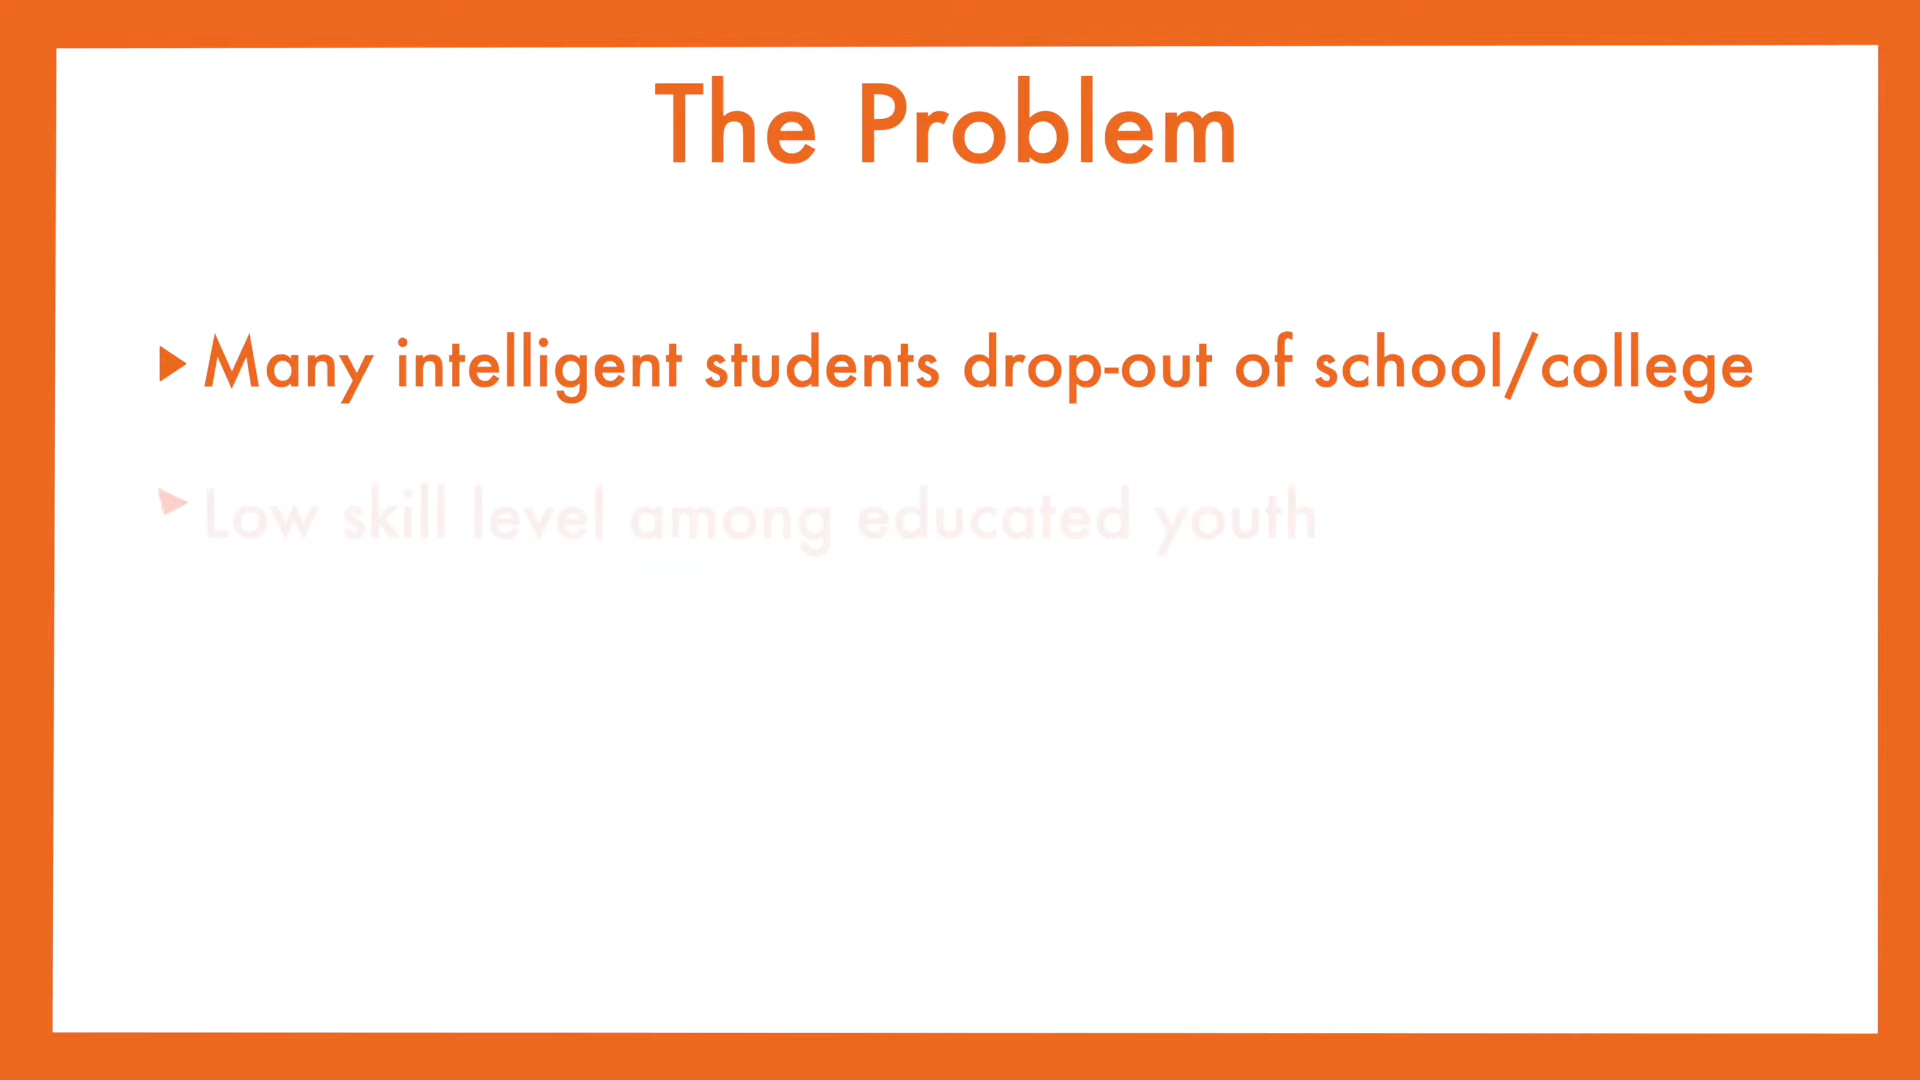 The Problem
Many intelligent students drop-out of school/college
Low skill level among educated youth